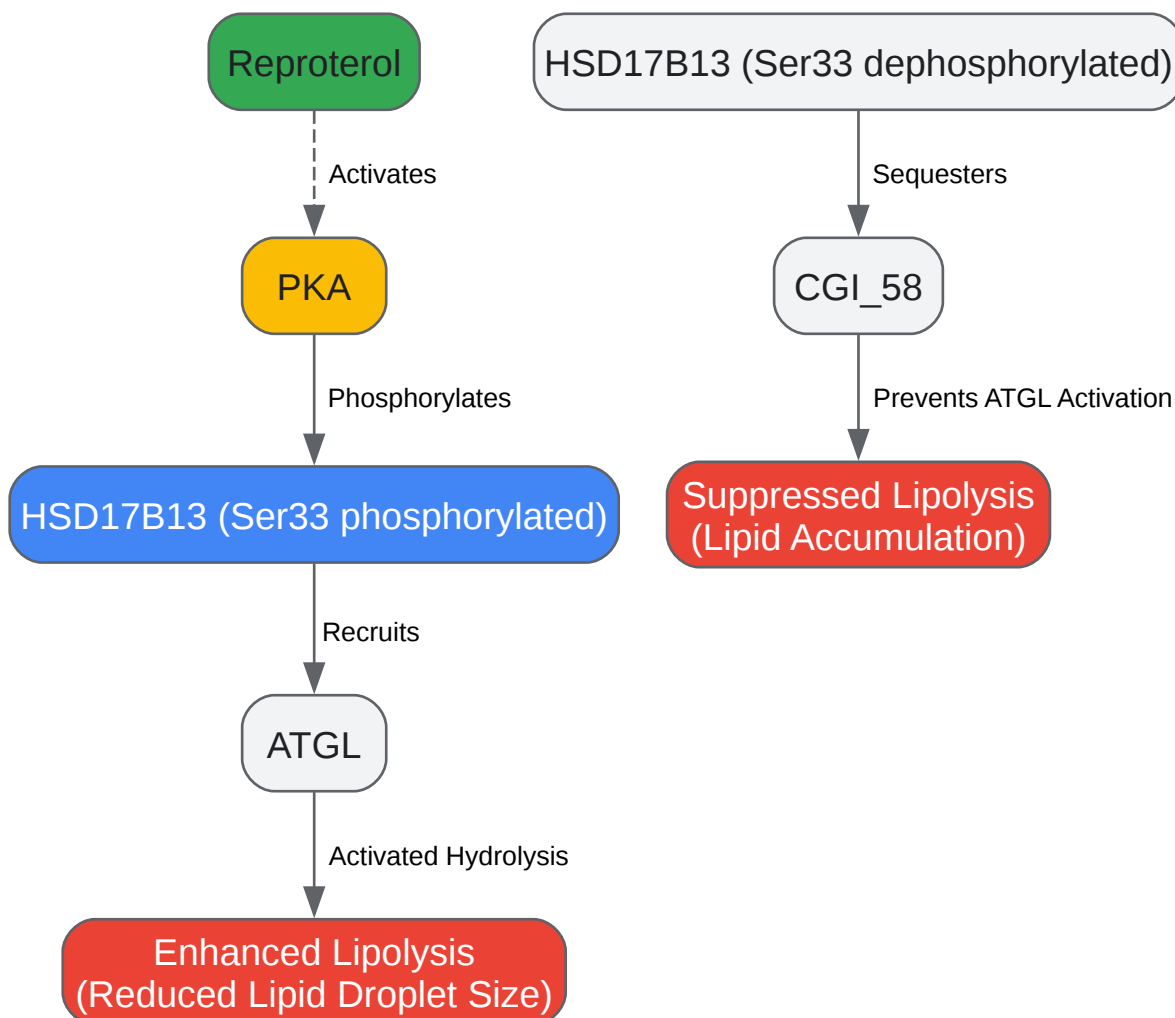 Reproterol
HSD17B13 (Ser33 dephosphorylated)
Activates
Sequesters
PKA
CGI_58
Phosphorylates
Prevents ATGL Activation
HSD17B13 (Ser33 phosphorylated)
Suppressed Lipolysis
(Lipid Accumulation)
Recruits
ATGL
Activated Hydrolysis
Enhanced Lipolysis
(Reduced Lipid Droplet Size)